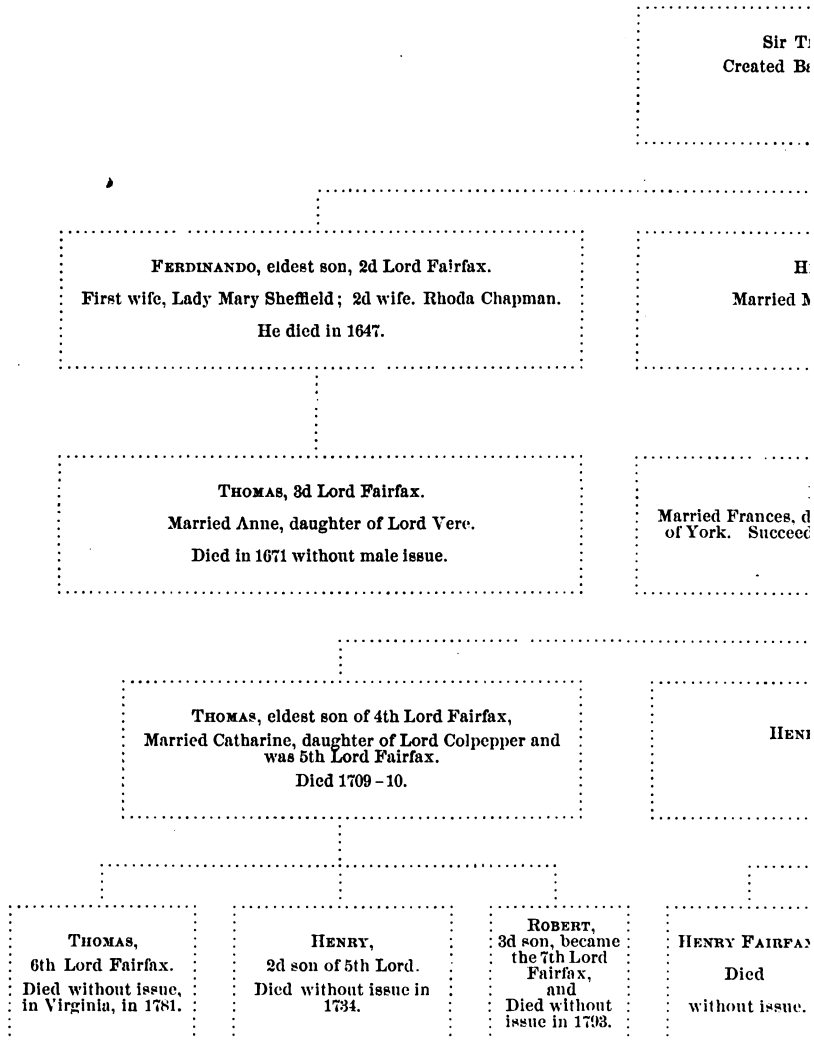 Sir
Created
FERDINANDO, eldest son, 2d Lord Fairfax.
First wife, Lady Mary Sheffield; 2d wife. Rhoda Chapman.
He died in 1647.
Married
THOMAS, 3d Lord Fairfax.
Married Anne, daughter of Lord Vere.
Died in 1671 without male issue.
Married Frances,
of York. Succeed
THOMAS, eldest son of 4th Lord Fairfax,
Married Catharine, daughter of Lord Colpepper and
was 5th Lord Fairfax.
Died 1709-10.
THOMAS,
6th Lord Fairfax.
Died without issue,
in Virginia, in 1781.
HENRY,
2d son of 5th Lord.
Died without issue in
1734.
ROBERT,
3d son, became
the 7th Lord
Fairfax,
and
Died without
issue in 1793.
HENRY FAIRFAX
Died
without issue.